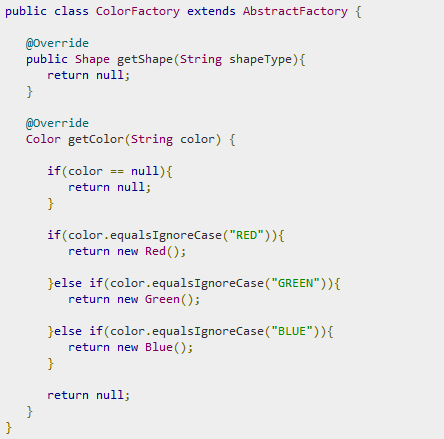 public class ColorFactory extends AbstractFactory {
@Override
public Shape getShape(String shapeType){
return null;
}
@Override
Color getColor(String color) {
if(color == null){
return null;
}
if(color.equalsIgnoreCase("RED")){
return new Red();
}else if(color.equalsIgnoreCase("GREEN")){
return new Green();
}else if(color.equalsIgnoreCase("BLUE")){
return new Blue();
}
return null;
}
}